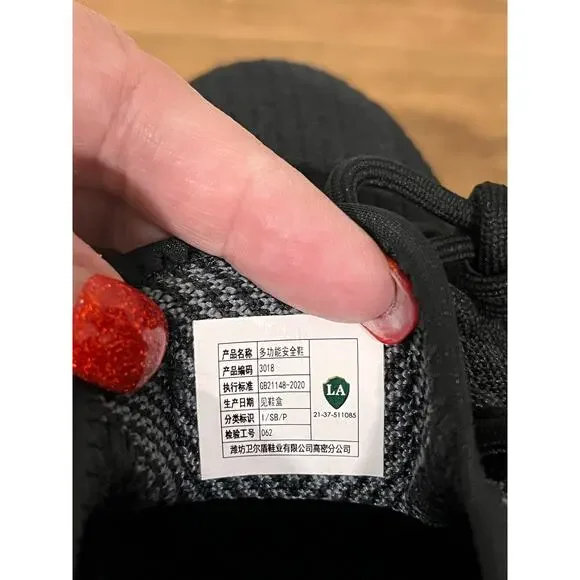 产品名称 多功能安全鞋
产品编码 3018
执行标准 GB21148-2020
生产日期 见鞋盒
分类标识 I/SB/P
检验工号 062
潍坊卫尔盾鞋业有限公司高密分公司
LA
21-37-511085